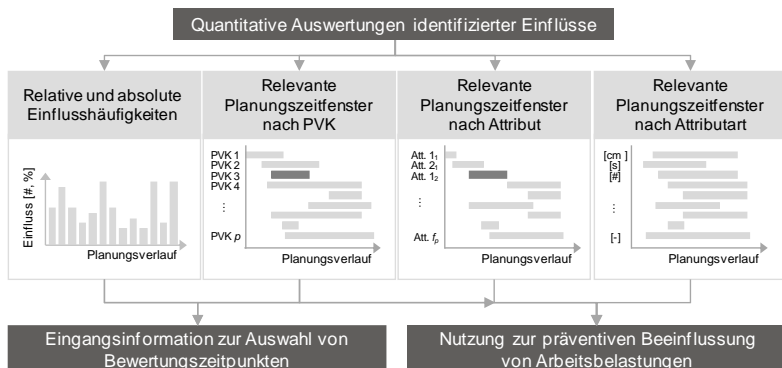 Quantitative Auswertungen identifizierter Einflüsse
Relative und absolute
Einflusshäufigkeiten
Einfluss [#, %]
Planungsverlauf
Relevante
Planungszeitfenster
nach PVK
PVK 1
PVK 2
PVK 3
PVK 4
⋮
PVK p
Planungsverlauf
Relevante
Planungszeitfenster
nach Attribut
Att. 1₁
Att. 2₁
Att. 1₂
⋮
Att. fₚ
Planungsverlauf
Relevante
Planungszeitfenster
nach Attributart
[cm ]
[s]
[#]
⋮
[-]
Planungsverlauf
Eingangsinformation zur Auswahl von
Bewertungszeitpunkten
Nutzung zur präventiven Beeinflussung
von Arbeitsbelastungen